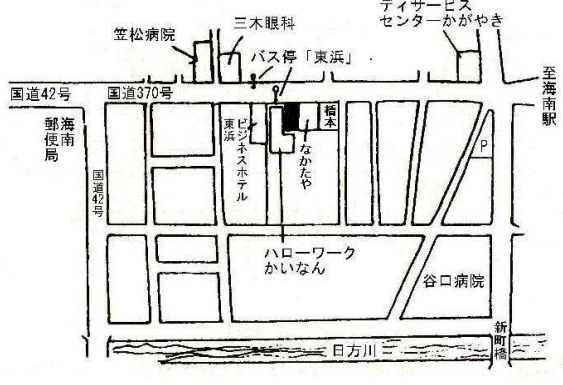 ディサービス
センターかがやき
笠松病院
三木眼科
バス停「東浜」
国道42号
国道370号
至海南駅
海南
郵便局
国道42号
東浜
ビジネスホテル
橋本
なかたや
P
ハローワーク
かいなん
谷口病院
新町橋
日方川